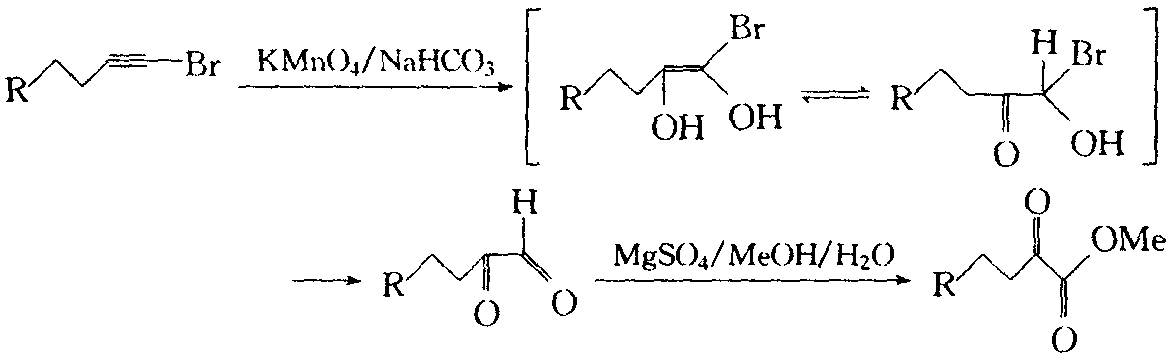 R Br KMnO₄/NaHCO₃ R OH Br OH ⇌ R O H Br OH
R O H O MgSO₄/MeOH/H₂O R O OMe O